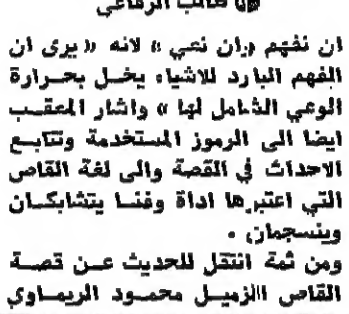 طالب الرفاعي
ان نفهم وان نعي » لانه « يرى ان
الفهم البارد للاشياء يخل بحرارة
الوعي الشامل لها » واشار المعقب
ايضا الى الرموز المستخدمة وتتابع
الاحداث في القصة والى لغة القاص
التي اعتبرها اداة وفنا يتشابكان
وينسجمان .
ومن ثمة انتقل للحديث عن قصة
القاص الزميل محمود الريماوي